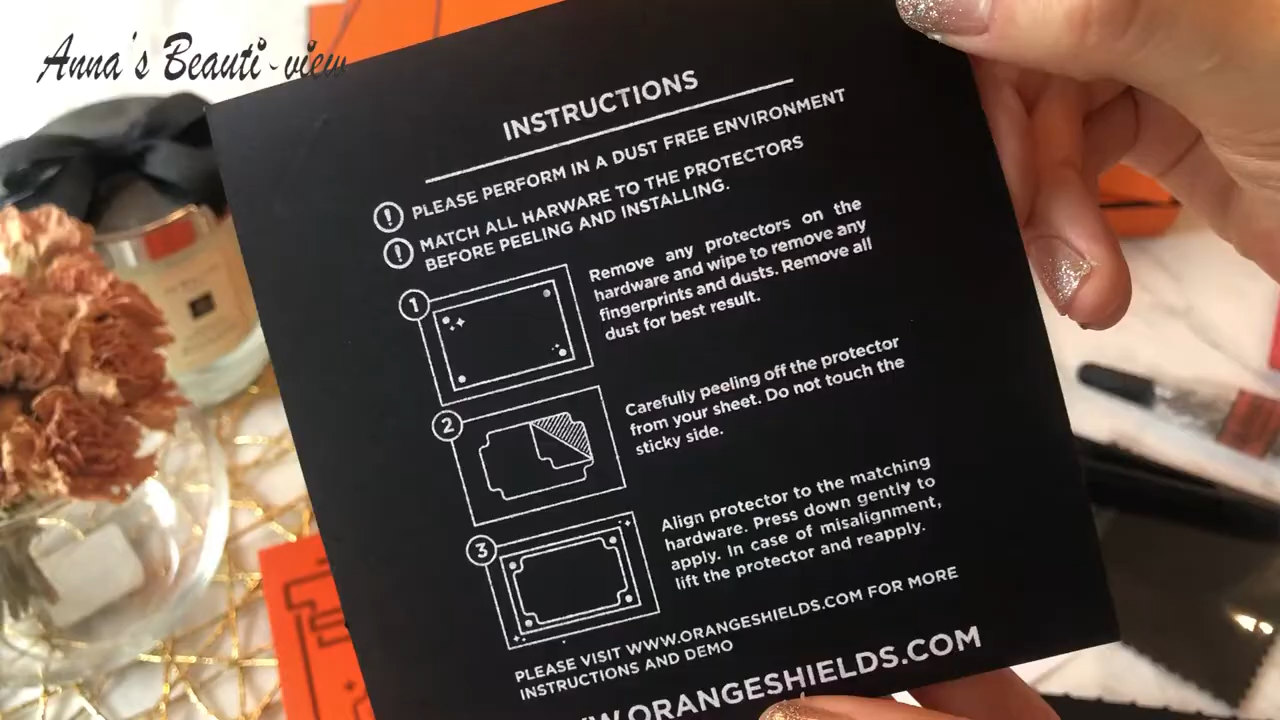 Anna's Beauti-view
INSTRUCTIONS
! PLEASE PERFORM IN A DUST FREE ENVIRONMENT
! MATCH ALL HARWARE TO THE PROTECTORS
BEFORE PEELING AND INSTALLING.
1
Remove any protectors on the
hardware and wipe to remove any
fingerprints and dusts. Remove all
dust for best result.
2
Carefully peeling off the protector
from your sheet. Do not touch the
sticky side.
3
Align protector to the matching
hardware. Press down gently to
apply. In case of misalignment,
lift the protector and reapply.
PLEASE VISIT WWW.ORANGESHIELDS.COM FOR MORE
INSTRUCTIONS AND DEMO
W.ORANGESHIELDS.COM